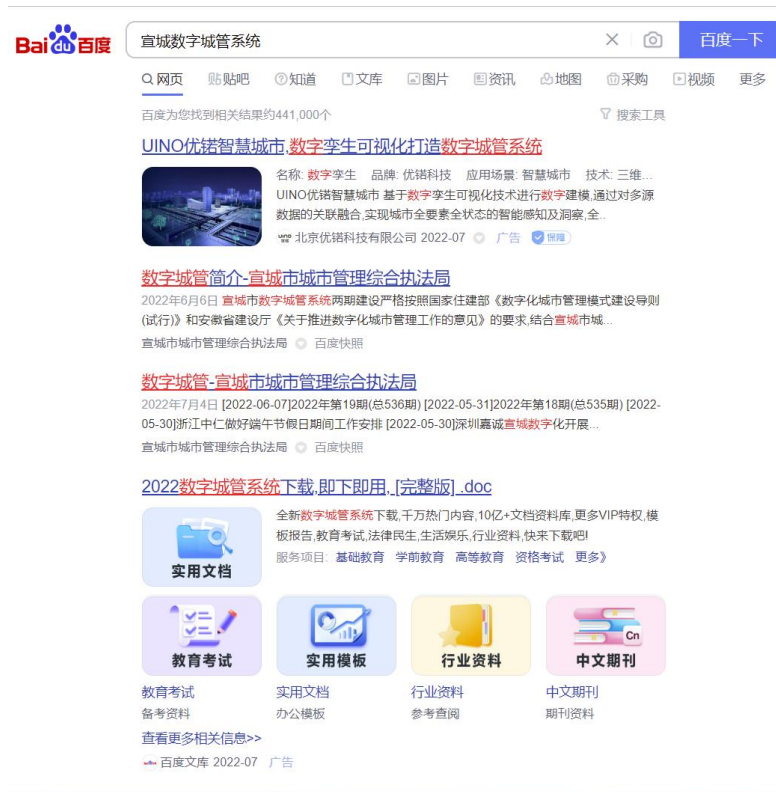 Bai du 百度
宣城数字城管系统
百度一下
网页 贴吧 知道 文库 图片 资讯 地图 采购 视频 更多
百度为您找到相关结果约441,000个 搜索工具
UINO优锘智慧城市,数字孪生可视化打造数字城管系统
名称: 数字孪生 品牌: 优锘科技 应用场景: 智慧城市 技术: 三维...
UINO优锘智慧城市 基于数字孪生可视化技术进行数字建模,通过对多源
数据的关联融合,实现城市全要素全状态的智能感知及洞察,全..
北京优锘科技有限公司 2022-07 广告 保障
数字城管简介-宣城市城市管理综合执法局
2022年6月6日 宣城市数字城管系统两期建设严格按照国家住建部《数字化城市管理模式建设导则
(试行)》和安徽省建设厅《关于推进数字化城市管理工作的意见》的要求,结合宣城市城...
宣城市城市管理综合执法局 百度快照
数字城管-宣城市城市管理综合执法局
2022年7月4日 [2022-06-07]2022年第19期(总536期) [2022-05-31]2022年第18期(总535期) [2022-
05-30]浙江中仁做好端午节假日期间工作安排 [2022-05-30]深圳嘉诚宣城数字化开展...
宣城市城市管理综合执法局 百度快照
2022数字城管系统下载,即下即用, [完整版] .doc
全新数字城管系统下载,千万热门内容,10亿+文档资料库,更多VIP特权,模
板报告,教育考试,法律民生,生活娱乐,行业资料,快来下载吧!
服务项目: 基础教育 学前教育 高等教育 资格考试 更多》
实用文档
Cn
教育考试 实用模板 行业资料 中文期刊
教育考试 实用文档 行业资料 中文期刊
备考资料 办公模板 参考查阅 期刊资料
查看更多相关信息>>
百度文库 2022-07 广告